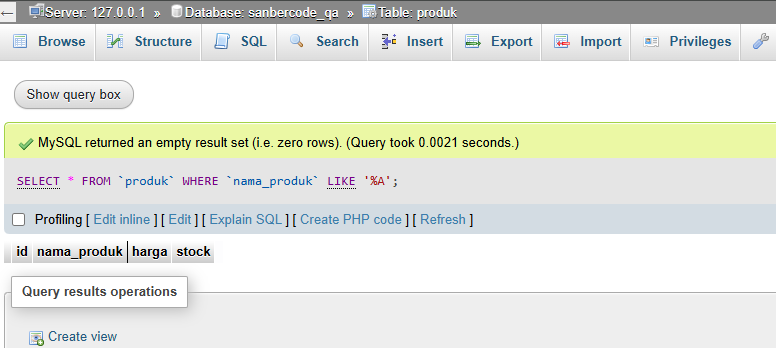 ← Server: 127.0.0.1 » Database: sanbercode_qa » Table: produk
Browse Structure SQL Search Insert Export Import Privileges
Show query box
MySQL returned an empty result set (i.e. zero rows). (Query took 0.0021 seconds.)
SELECT * FROM `produk` WHERE `nama_produk` LIKE '%A';
Profiling [ Edit inline ] [ Edit ] [ Explain SQL ] [ Create PHP code ] [ Refresh ]
id nama_produk harga stock
Query results operations
Create view